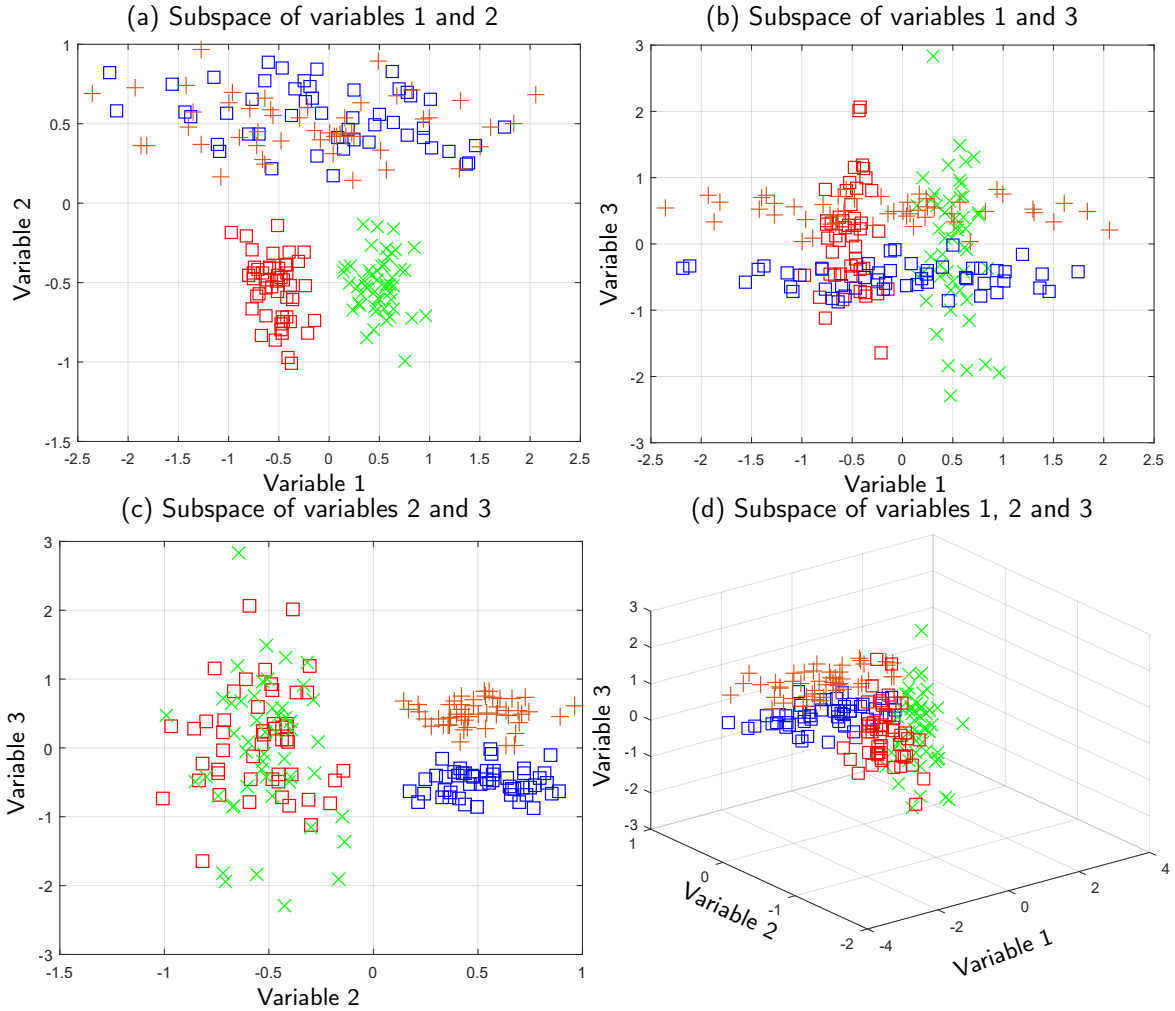 (a) Subspace of variables 1 and 2
1
0.5
0
-0.5
-1
-1.5
Variable 2
-2.5 -2 -1.5 -1 -0.5 0 0.5 1 1.5 2 2.5
Variable 1
(b) Subspace of variables 1 and 3
3
2
1
0
-1
-2
-3
Variable 3
-2.5 -2 -1.5 -1 -0.5 0 0.5 1 1.5 2 2.5
Variable 1
(c) Subspace of variables 2 and 3
3
2
1
0
-1
-2
-3
Variable 3
-1.5 -1 -0.5 0 0.5 1
Variable 2
(d) Subspace of variables 1, 2 and 3
3
2
1
0
-1
-2
-3
Variable 3
1
0
-1
-2
Variable 2
-4
-2
0
2
4
Variable 1